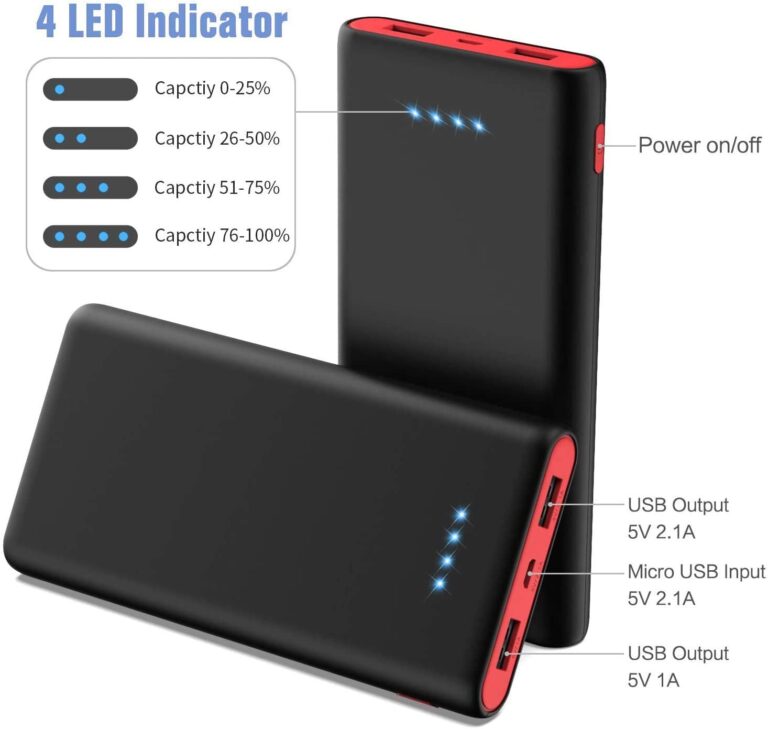 4 LED Indicator
Capctiy 0-25%
Capctiy 26-50%
Capctiy 51-75%
Capctiy 76-100%
Power on/off
USB Output
5V 2.1A
Micro USB Input
5V 2.1A
USB Output
5V 1A